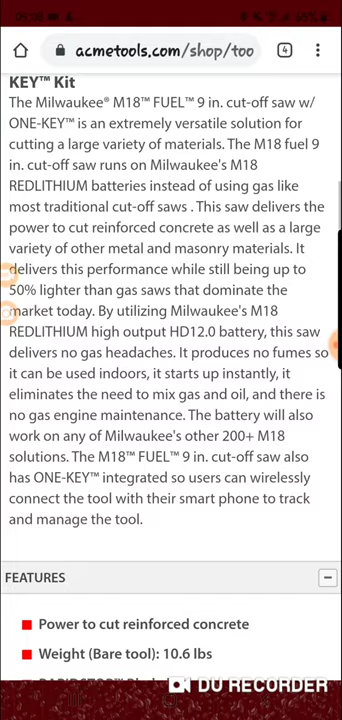 acmetools.com/shop/too
4
KEY™ Kit
The Milwaukee® M18™ FUEL™ 9 in. cut-off saw w/
ONE-KEY™ is an extremely versatile solution for
cutting a large variety of materials. The M18 fuel 9
in. cut-off saw runs on Milwaukee's M18
REDLITHIUM batteries instead of using gas like
most traditional cut-off saws . This saw delivers the
power to cut reinforced concrete as well as a large
variety of other metal and masonry materials. It
delivers this performance while still being up to
50% lighter than gas saws that dominate the
market today. By utilizing Milwaukee's M18
REDLITHIUM high output HD12.0 battery, this saw
delivers no gas headaches. It produces no fumes so
it can be used indoors, it starts up instantly, it
eliminates the need to mix gas and oil, and there is
no gas engine maintenance. The battery will also
work on any of Milwaukee's other 200+ M18
solutions. The M18™ FUEL™ 9 in. cut-off saw also
has ONE-KEY™ integrated so users can wirelessly
connect the tool with their smart phone to track
and manage the tool.
FEATURES
Power to cut reinforced concrete
Weight (Bare tool): 10.6 lbs
DU RECORDER